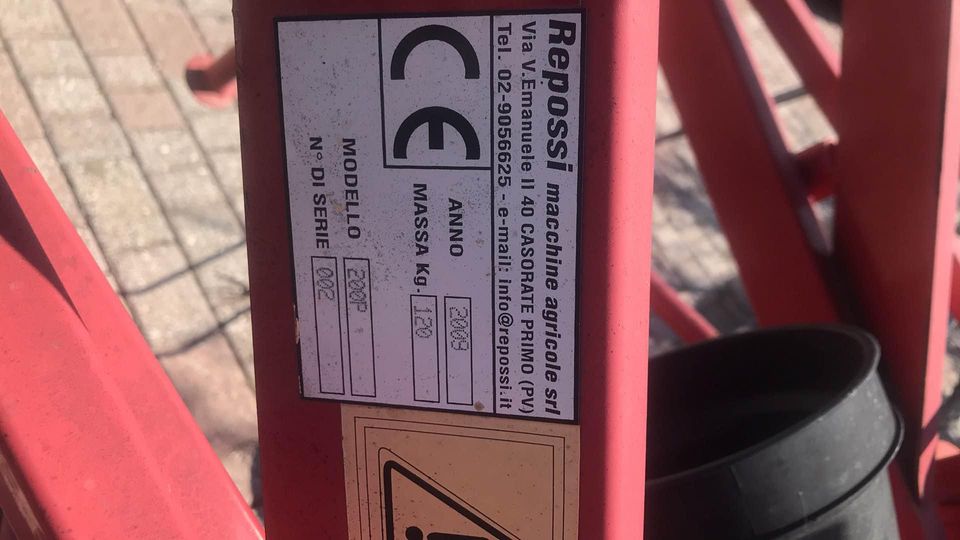 Repossi macchine agricole srl
Via V.Emanuele II 40 CASORATE PRIMO (PV)
Tel. 02-9056625 - e-mail: info@repossi.it
CE
ANNO
MASSA Kg. 120
MODELLO 200P
N° DI SERIE 002